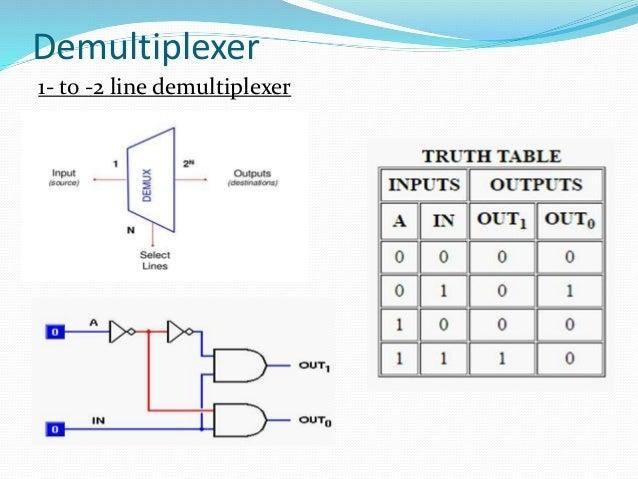 Demultiplexer
1- to -2 line demultiplexer
Input
(source)
1
DEMUX
2N
Outputs
(destinations)
N
Select
Lines
TRUTH TABLE
INPUTS OUTPUTS
A IN OUT1 OUT0
0 0 0 0
0 1 0 1
1 0 0 0
1 1 1 0
0 A
OUT1
0 IN
OUT0